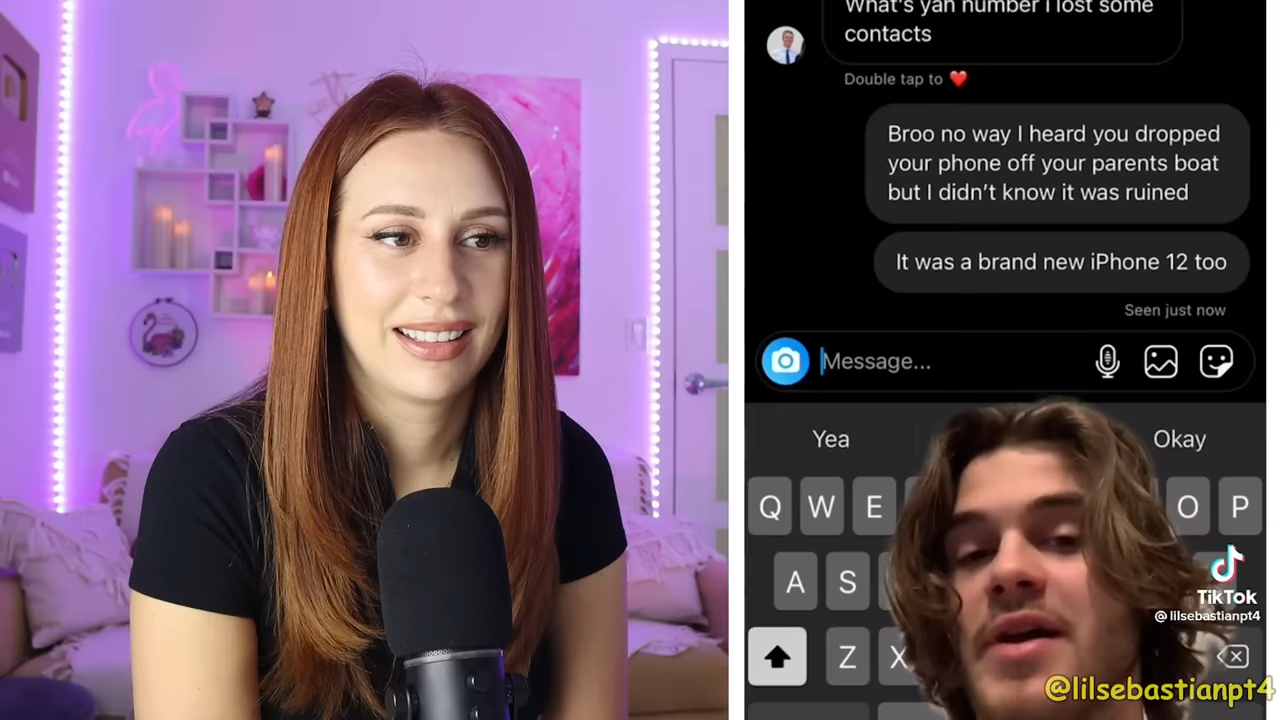 What's yah number i lost some
contacts
Double tap to ❤️
Broo no way I heard you dropped
your phone off your parents boat
but I didn't know it was ruined
It was a brand new iPhone 12 too
Seen just now
Message...
Yea
Okay
Q W E O P
A S
Z X
TikTok
@lilsebastianpt4
@lilsebastianpt4